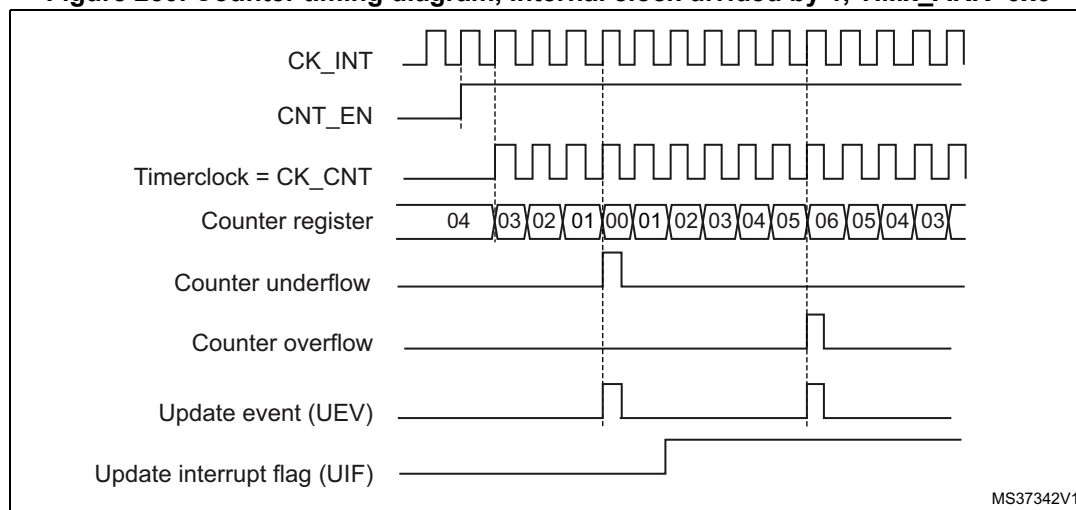 CK_INT
CNT_EN
Timerclock = CK_CNT
Counter register 04 03 02 01 00 01 02 03 04 05 06 05 04 03
Counter underflow
Counter overflow
Update event (UEV)
Update interrupt flag (UIF)
MS37342V1